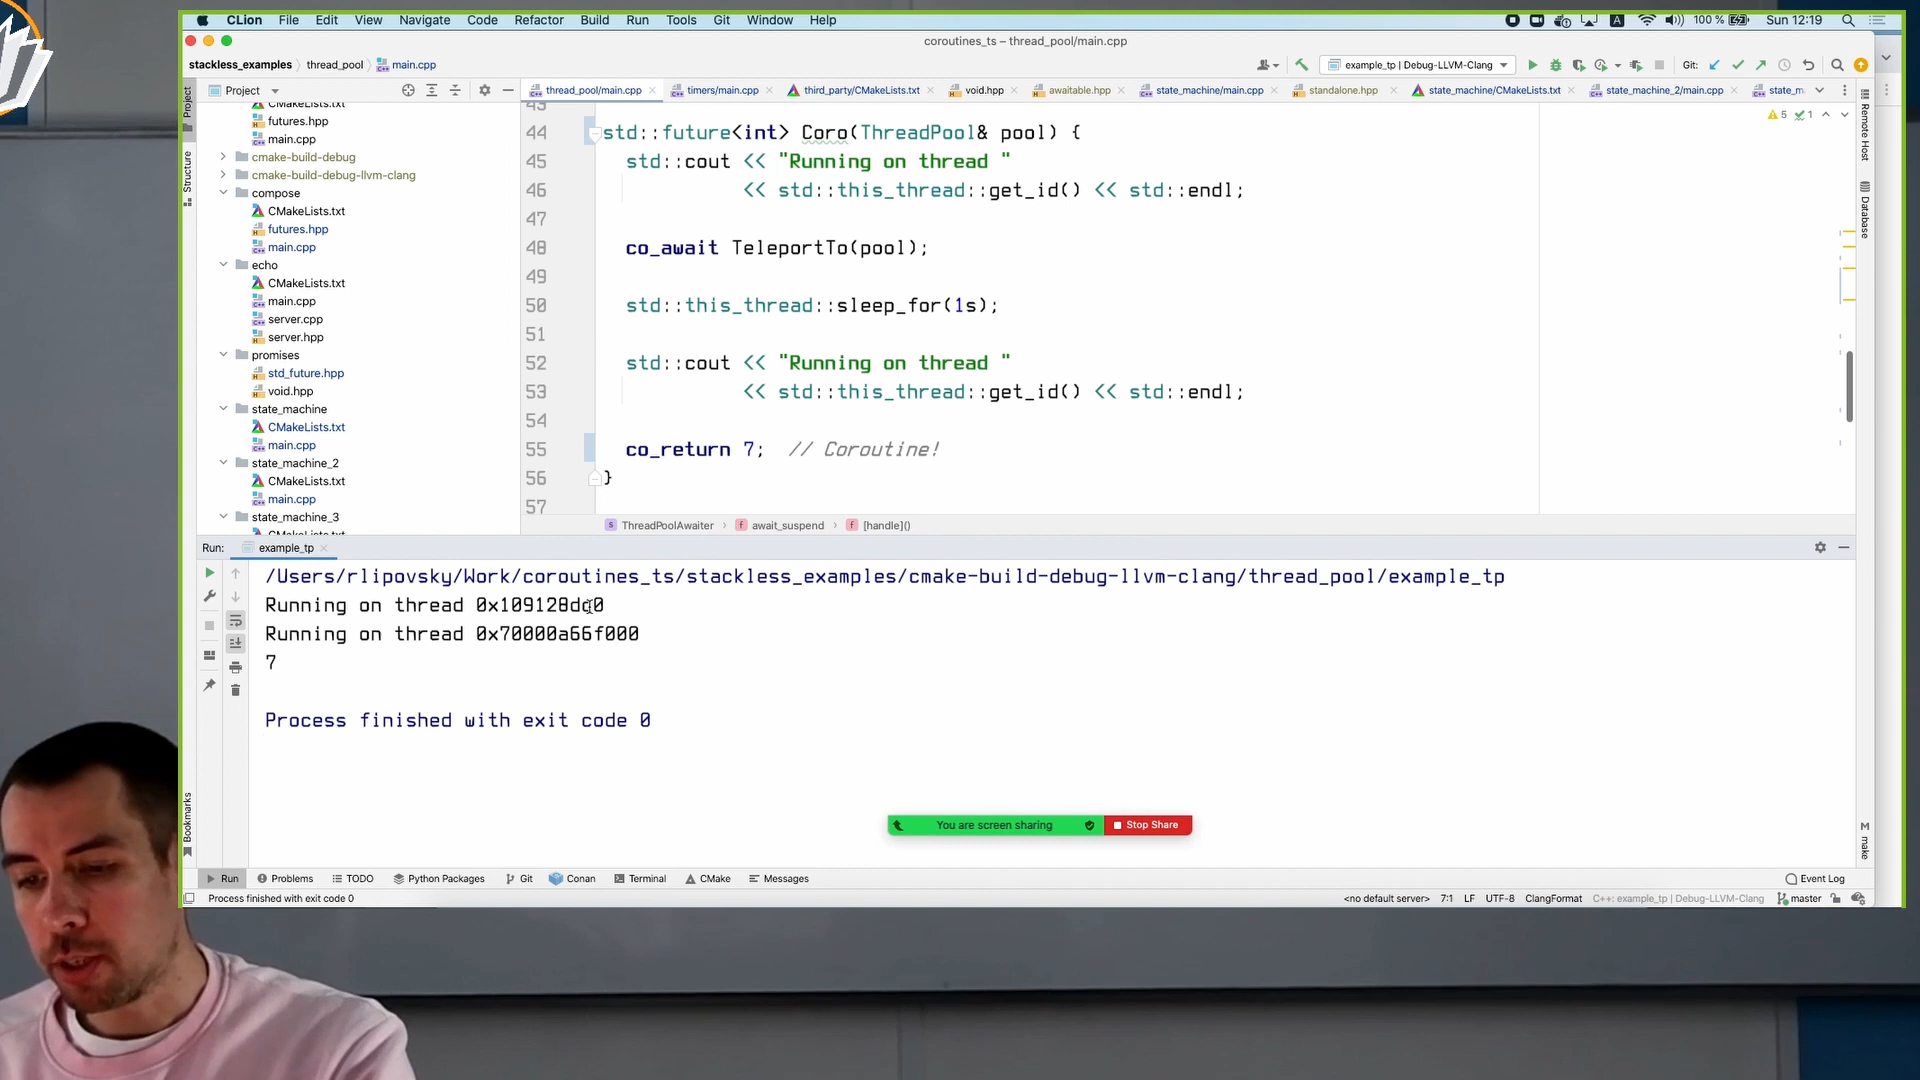 CLion File Edit View Navigate Code Refactor Build Run Tools Git Window Help
100 % Sun 12:19
coroutines_ts – thread_pool/main.cpp
stackless_examples thread_pool main.cpp
example_tp | Debug-LLVM-Clang
Git:
Project
thread_pool/main.cpp timers/main.cpp third_party/CMakeLists.txt void.hpp awaitable.hpp state_machine/main.cpp standalone.hpp state_machine/CMakeLists.txt state_machine_2/main.cpp state_m
Project
Structure
Bookmarks
CMakeLists.txt
futures.hpp
main.cpp
cmake-build-debug
cmake-build-debug-llvm-clang
compose
CMakeLists.txt
futures.hpp
main.cpp
echo
CMakeLists.txt
main.cpp
server.cpp
server.hpp
promises
std_future.hpp
void.hpp
state_machine
CMakeLists.txt
main.cpp
state_machine_2
CMakeLists.txt
main.cpp
state_machine_3
CMakeLists.txt
43
44 std::future<int> Coro(ThreadPool& pool) {
45 std::cout << "Running on thread "
46 << std::this_thread::get_id() << std::endl;
47
48 co_await TeleportTo(pool);
49
50 std::this_thread::sleep_for(1s);
51
52 std::cout << "Running on thread "
53 << std::this_thread::get_id() << std::endl;
54
55 co_return 7; // Coroutine!
56 }
57
5 1
Remote Host
Database
make
ThreadPoolAwaiter await_suspend [handle]()
Run: example_tp
/Users/rlipovsky/Work/coroutines_ts/stackless_examples/cmake-build-debug-llvm-clang/thread_pool/example_tp
Running on thread 0x109128dc0
Running on thread 0x70000a66f000
7
Process finished with exit code 0
You are screen sharing Stop Share
Run Problems TODO Python Packages Git Conan Terminal CMake Messages Event Log
Process finished with exit code 0 <no default server> 7:1 LF UTF-8 ClangFormat C++: example_tp | Debug-LLVM-Clang master